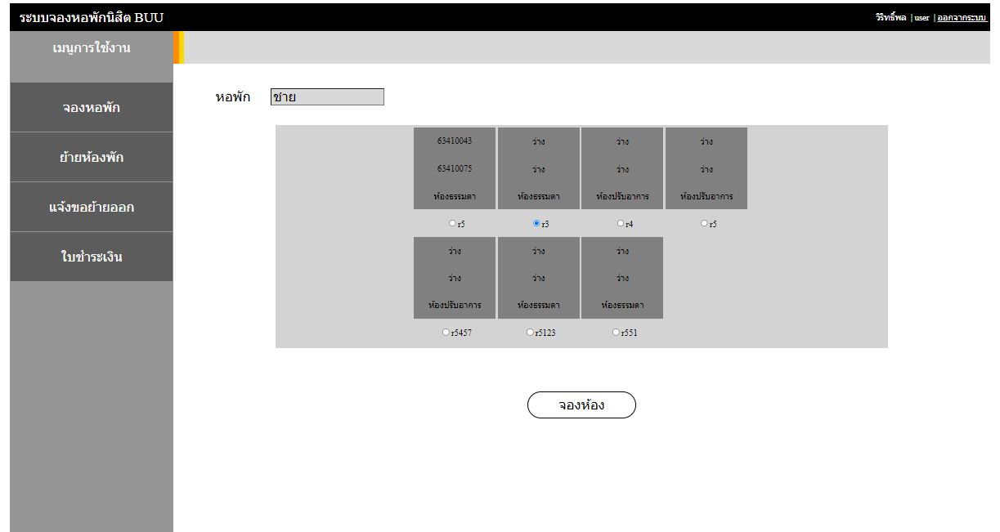 ระบบจองหอพักนิสิต BUU
วิริทธิ์พล | user | ออกจากระบบ
เมนูการใช้งาน
จองหอพัก
ย้ายห้องพัก
แจ้งขอย้ายออก
ใบชำระเงิน
หอพัก ชาย
63410043 ว่าง ว่าง ว่าง
63410075 ว่าง ว่าง ว่าง
ห้องธรรมดา ห้องธรรมดา ห้องปรับอาการ ห้องปรับอาการ
r5 r3 r4 r5
ว่าง ว่าง ว่าง
ว่าง ว่าง ว่าง
ห้องปรับอาการ ห้องธรรมดา ห้องธรรมดา
r5457 r5123 r551
จองห้อง